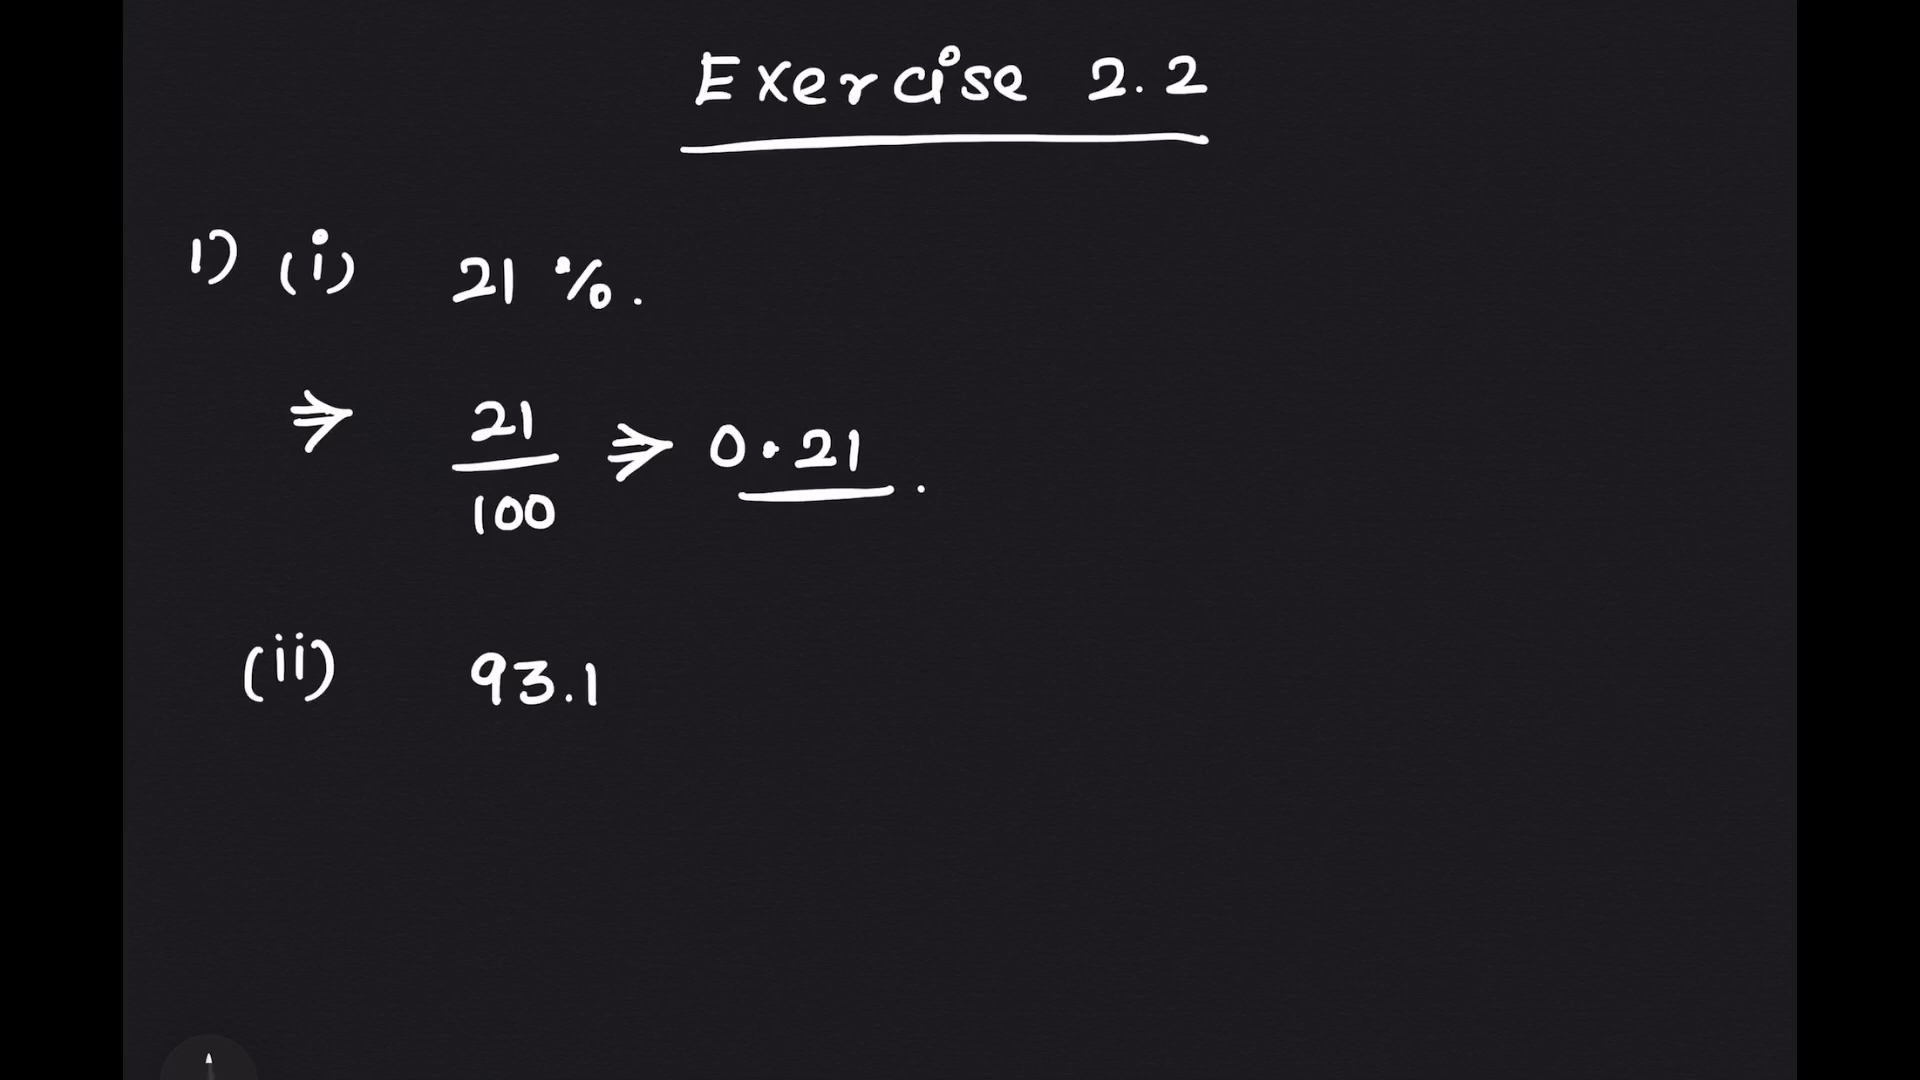 Exercise 2.2
1) (i) 21 %.
⇒ 21/100 ⇒ 0.21.
(ii) 93.1